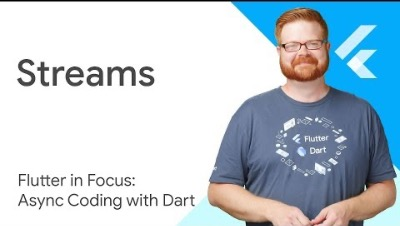 Streams
Flutter
Dart
Flutter in Focus:
Async Coding with Dart